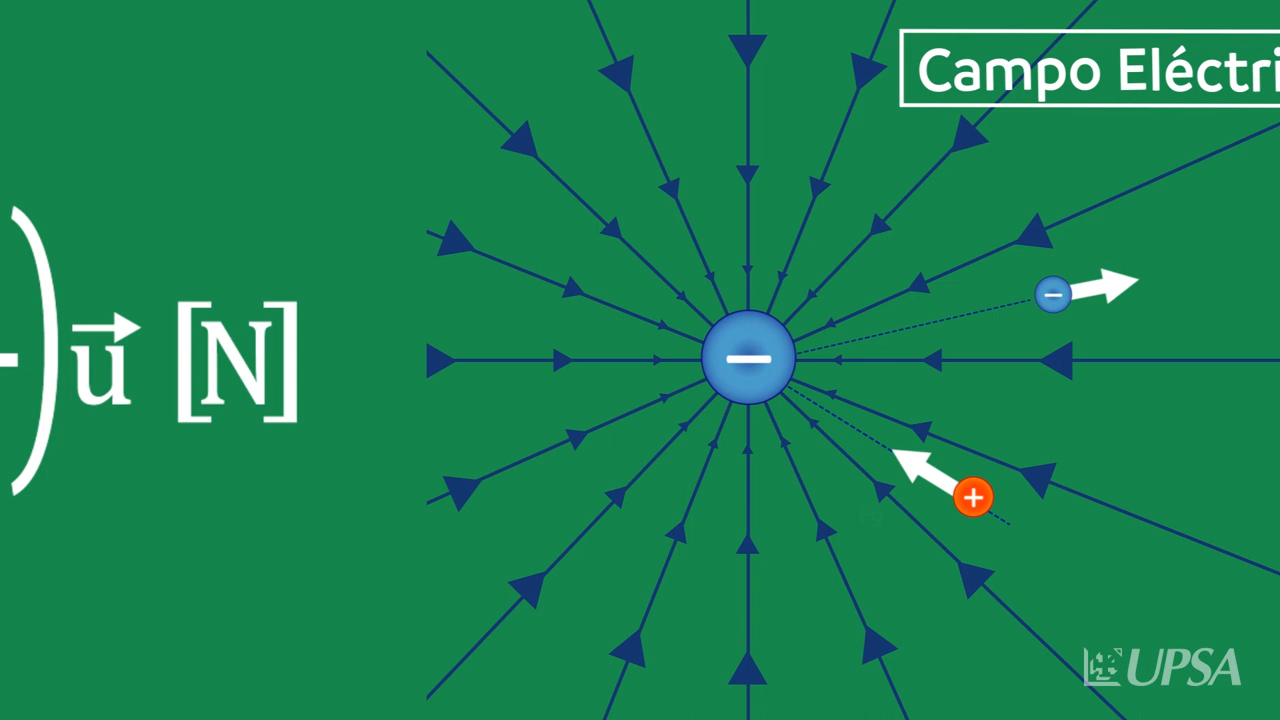 Campo Eléctri
u [N]
− 
−
+
UPSA